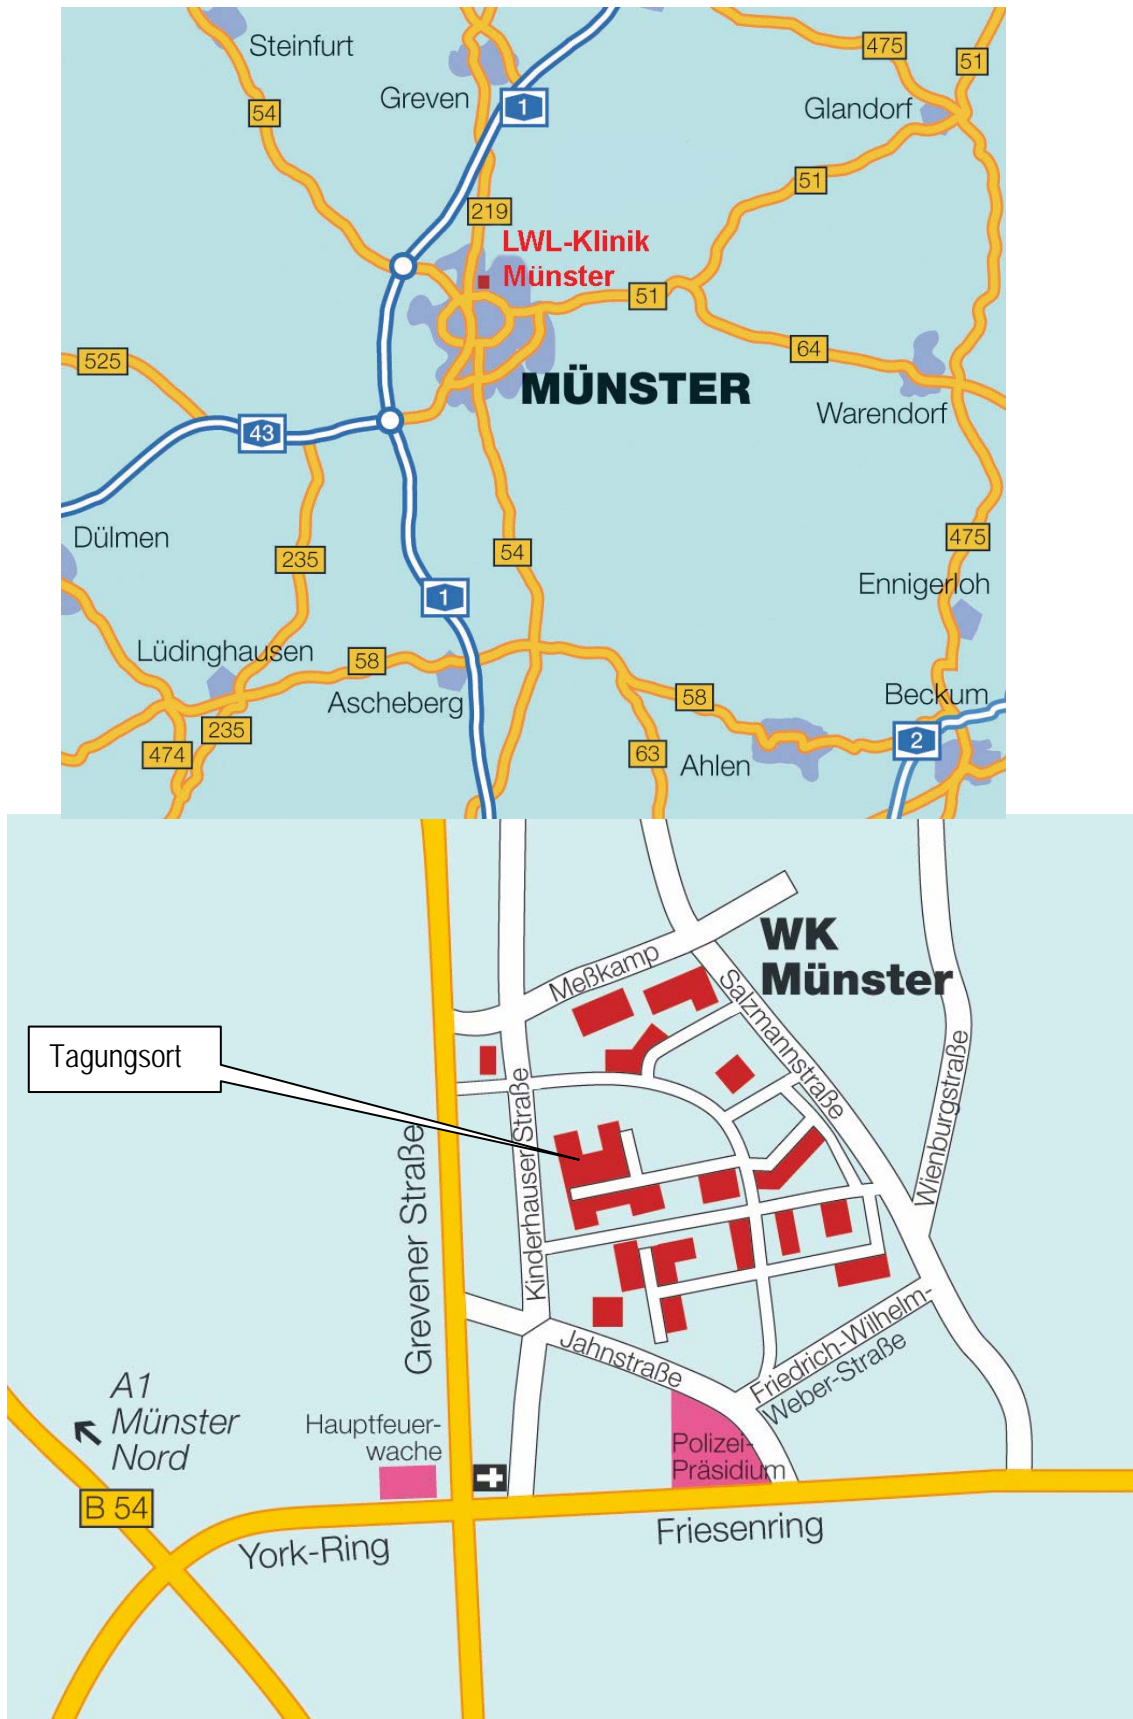 Steinfurt
475
51
Greven
1
54
Glandorf
51
219
LWL-Klinik
Münster
51
64
525
MÜNSTER
Warendorf
43
Dülmen
475
54
235
Ennigerloh
1
Lüdinghausen
58
Beckum
58
Ascheberg
235
2
474
63
Ahlen
WK
Münster
Meßkamp
Salzmannstraße
Tagungsort
Wienburgstraße
Kinderhauser Straße
Grevener Straße
Friedrich-Wilhelm-
Weber-Straße
Jahnstraße
A1
Münster
Nord
Hauptfeuer-
wache
Polizei-
Präsidium
B 54
York-Ring
Friesenring